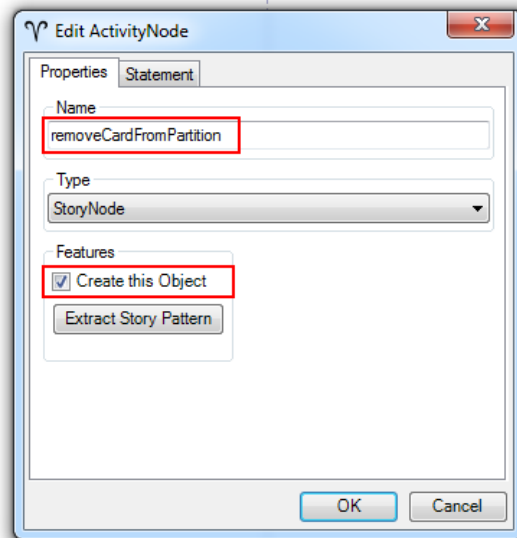 Edit ActivityNode
Properties Statement
Name
removeCardFromPartition
Type
StoryNode
Features
Create this Object
Extract Story Pattern
OK Cancel